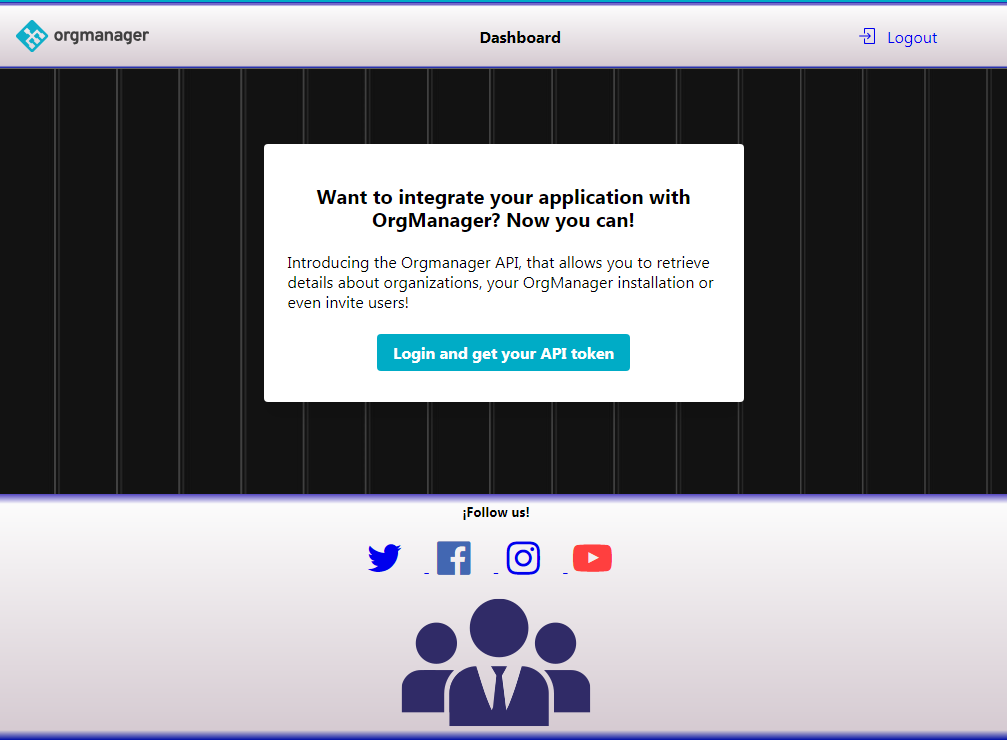 orgmanager
Dashboard
Logout
Want to integrate your application with
OrgManager? Now you can!
Introducing the Orgmanager API, that allows you to retrieve
details about organizations, your OrgManager installation or
even invite users!
Login and get your API token
¡Follow us!